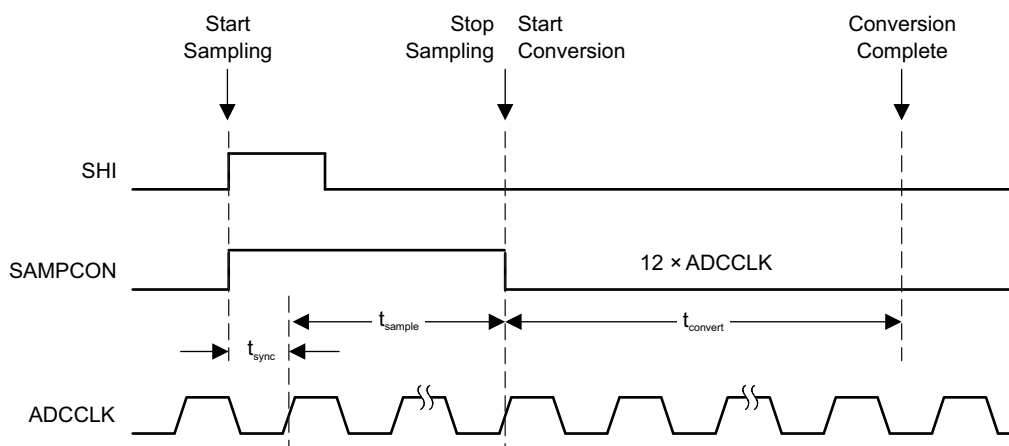 Start
Sampling
Stop
Sampling
Start
Conversion
Conversion
Complete
SHI
SAMPCON
12 × ADCCLK
tsample
tconvert
tsync
ADCCLK